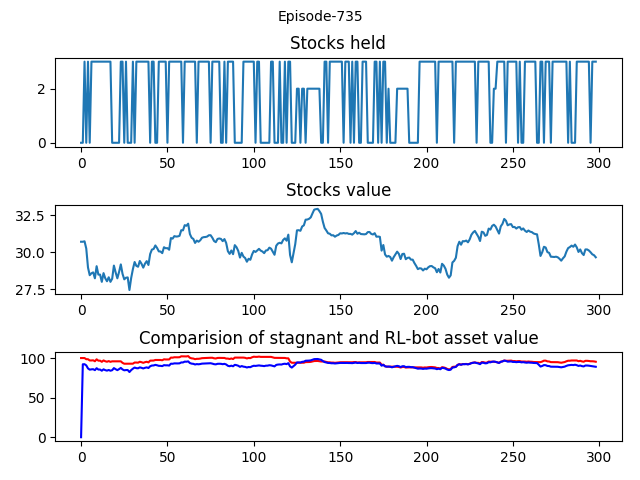 Episode-735
Stocks held
2
0
0 50 100 150 200 250 300
Stocks value
32.5
30.0
27.5
0 50 100 150 200 250 300
Comparision of stagnant and RL-bot asset value
100
50
0
0 50 100 150 200 250 300